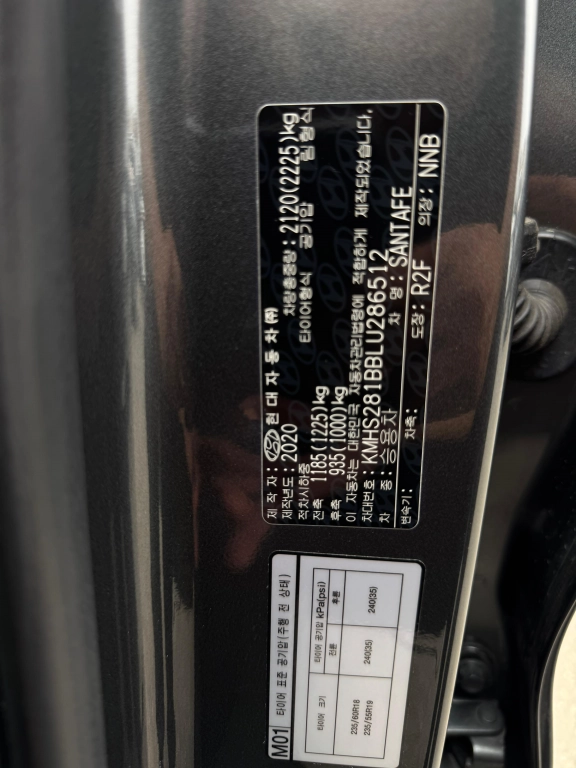 제 작 자: 현대자동차㈜
제작년도: 2020 차량총중량: 2120(2225)kg
적차시하중 타이어형식 공기압 림형식
전축 1185(1225)kg
후축 935(1000)kg
이 자동차는 대한민국 자동차관리법령에 적합하게 제작되었습니다.
차대번호: KMHS281BBLU286512
차 종: 승용차 차 명: SANTAFE
변속기: 차축: 도장: R2F 의장: NNB
M01 타이어 표준 공기압(주행 전 상태)
타이어 크기 타이어 공기압 kPa(psi)
전륜 후륜
235/60R18 240(35) 240(35)
235/55R19